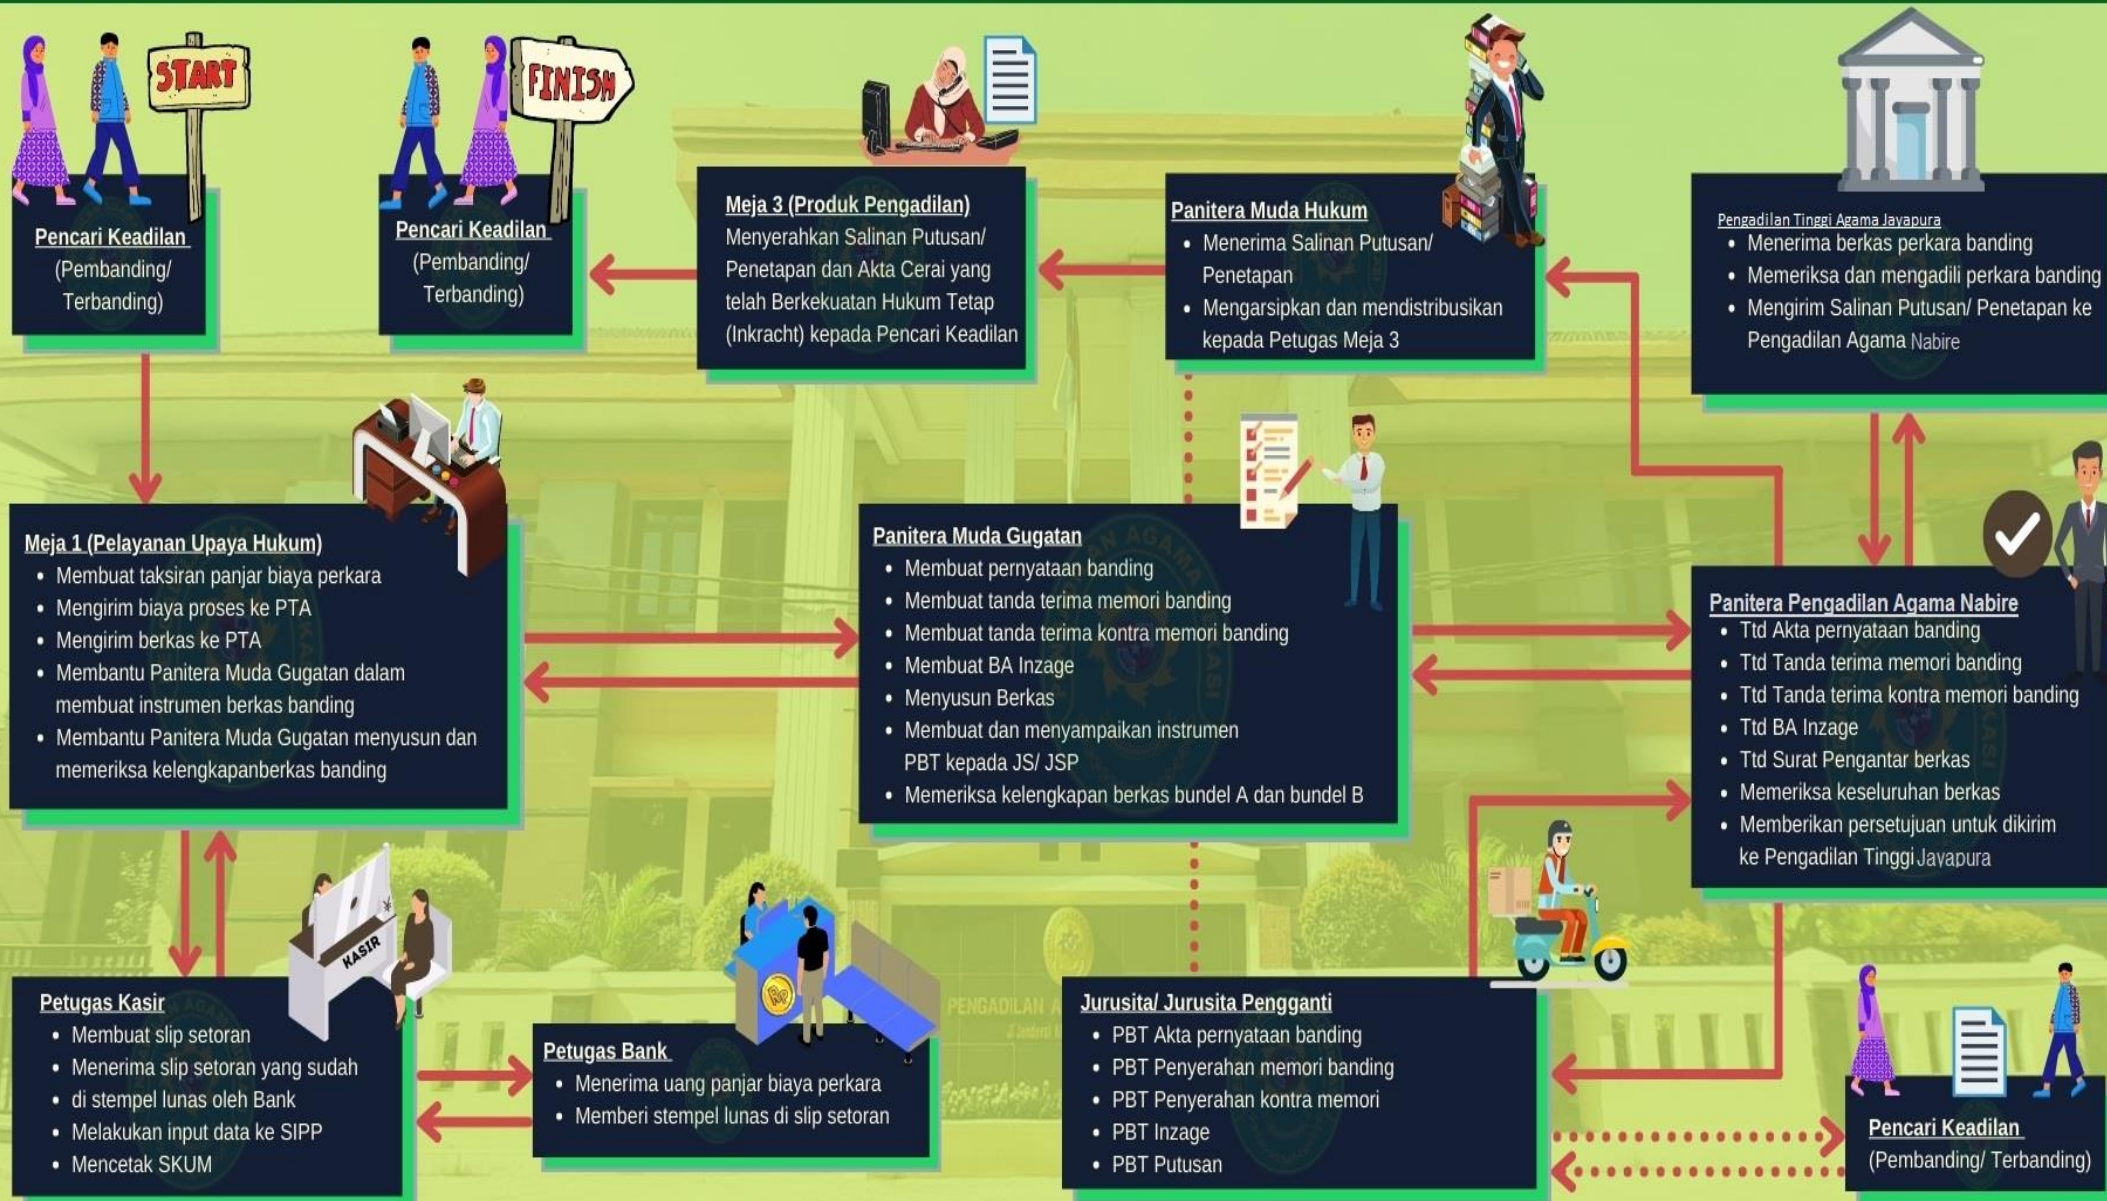 START
Pencari Keadilan
(Pembanding/
Terbanding)
FINISH
Pencari Keadilan
(Pembanding/
Terbanding)
Meja 3 (Produk Pengadilan)
Menyerahkan Salinan Putusan/
Penetapan dan Akta Cerai yang
telah Berkekuatan Hukum Tetap
(Inkracht) kepada Pencari Keadilan
Panitera Muda Hukum
• Menerima Salinan Putusan/
Penetapan
• Mengarsipkan dan mendistribusikan
kepada Petugas Meja 3
Pengadilan Tinggi Agama Jayapura
• Menerima berkas perkara banding
• Memeriksa dan mengadili perkara banding
• Mengirim Salinan Putusan/ Penetapan ke
Pengadilan Agama Nabire
Meja 1 (Pelayanan Upaya Hukum)
• Membuat taksiran panjar biaya perkara
• Mengirim biaya proses ke PTA
• Mengirim berkas ke PTA
• Membantu Panitera Muda Gugatan dalam
membuat instrumen berkas banding
• Membantu Panitera Muda Gugatan menyusun dan
memeriksa kelengkapanberkas banding
Panitera Muda Gugatan
• Membuat pernyataan banding
• Membuat tanda terima memori banding
• Membuat tanda terima kontra memori banding
• Membuat BA Inzage
• Menyusun Berkas
• Membuat dan menyampaikan instrumen
PBT kepada JS/ JSP
• Memeriksa kelengkapan berkas bundel A dan bundel B
Panitera Pengadilan Agama Nabire
• Ttd Akta pernyataan banding
• Ttd Tanda terima memori banding
• Ttd Tanda terima kontra memori banding
• Ttd BA Inzage
• Ttd Surat Pengantar berkas
• Memeriksa keseluruhan berkas
• Memberikan persetujuan untuk dikirim
ke Pengadilan Tinggi Jayapura
KASIR
Petugas Kasir
• Membuat slip setoran
• Menerima slip setoran yang sudah
• di stempel lunas oleh Bank
• Melakukan input data ke SIPP
• Mencetak SKUM
RP
Petugas Bank
• Menerima uang panjar biaya perkara
• Memberi stempel lunas di slip setoran
PENGADILAN A
Jurusita/ Jurusita Pengganti
• PBT Akta pernyataan banding
• PBT Penyerahan memori banding
• PBT Penyerahan kontra memori
• PBT Inzage
• PBT Putusan
Pencari Keadilan
(Pembanding/ Terbanding)